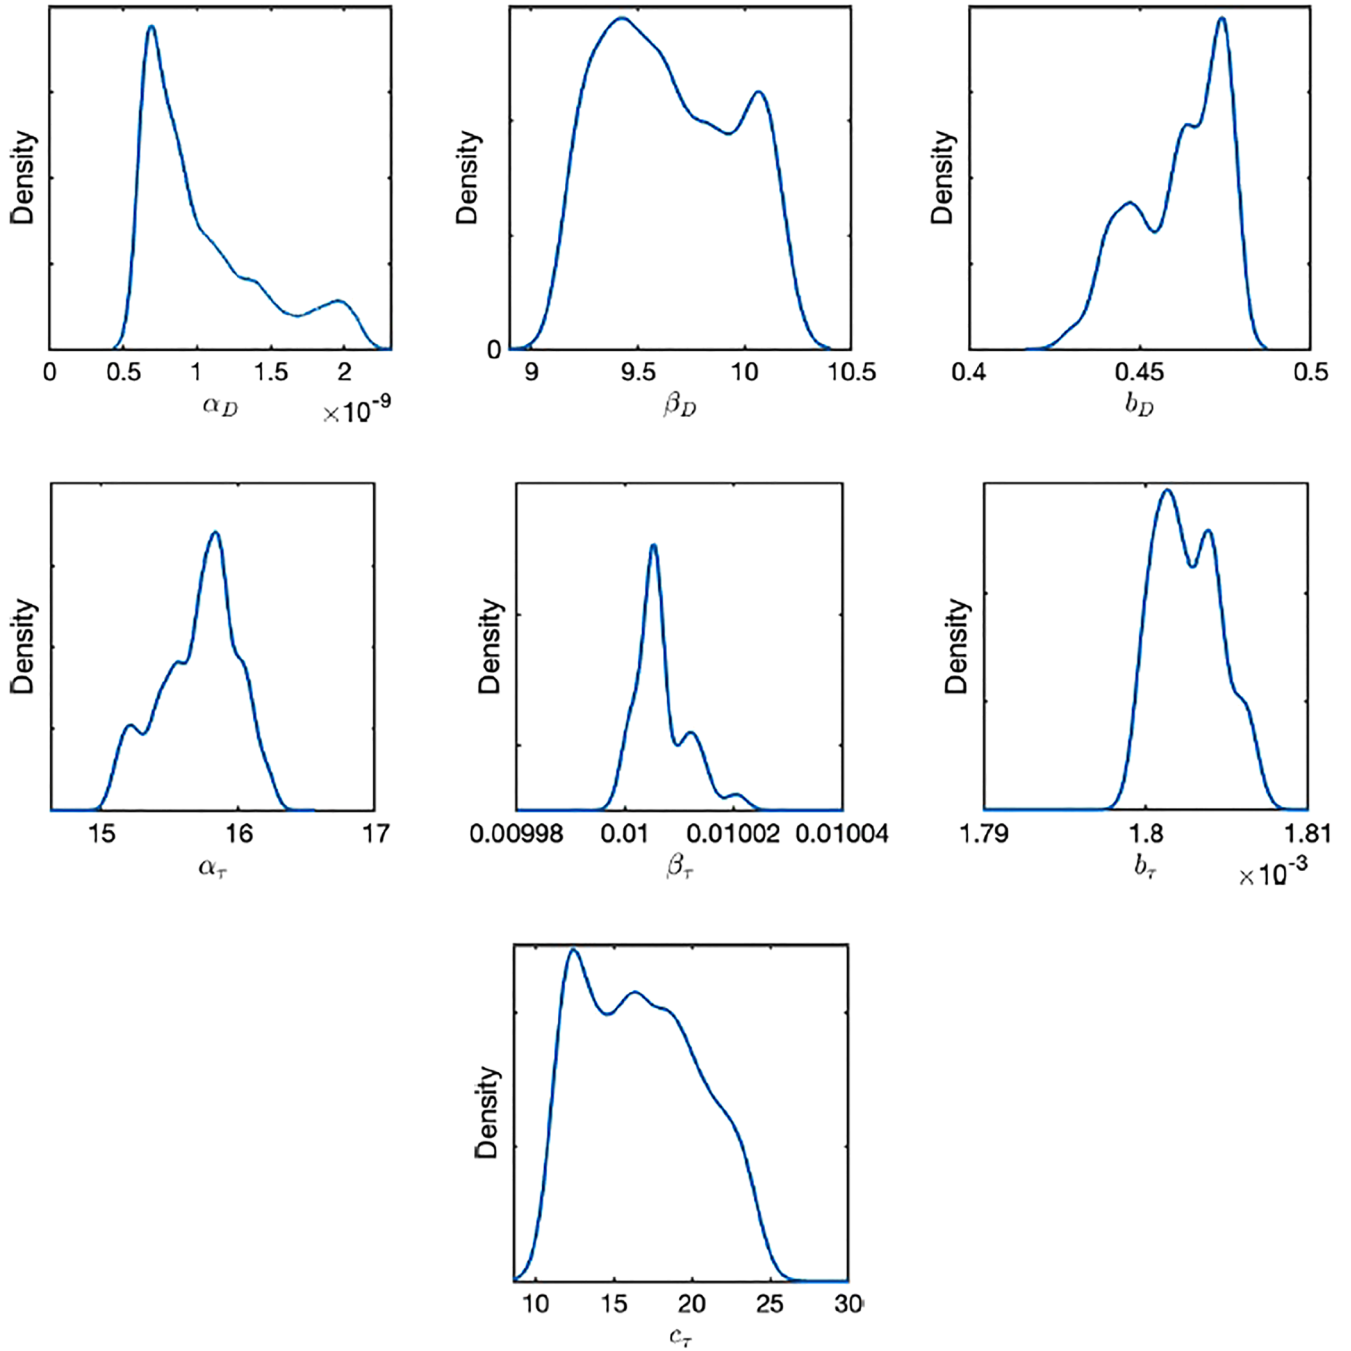 Density
0 0.5 1 1.5 2
α_D ×10^-9
Density
0
9 9.5 10 10.5
β_D
Density
0.4 0.45 0.5
b_D
Density
15 16 17
α_τ
Density
0.00998 0.01 0.01002 0.01004
β_τ
Density
1.79 1.8 1.81
b_τ ×10^-3
Density
10 15 20 25 30
c_τ